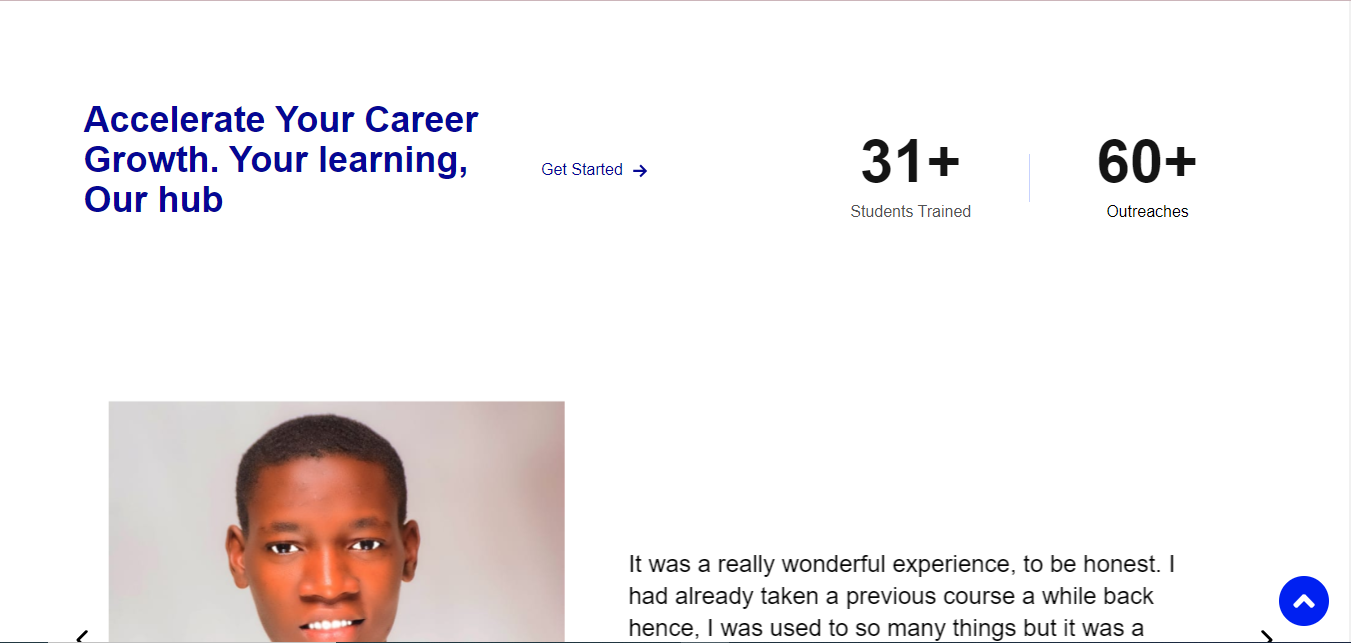 Accelerate Your Career
Growth. Your learning,
Our hub
Get Started
31+
Students Trained
60+
Outreaches
It was a really wonderful experience, to be honest. I
had already taken a previous course a while back
hence, I was used to so many things but it was a